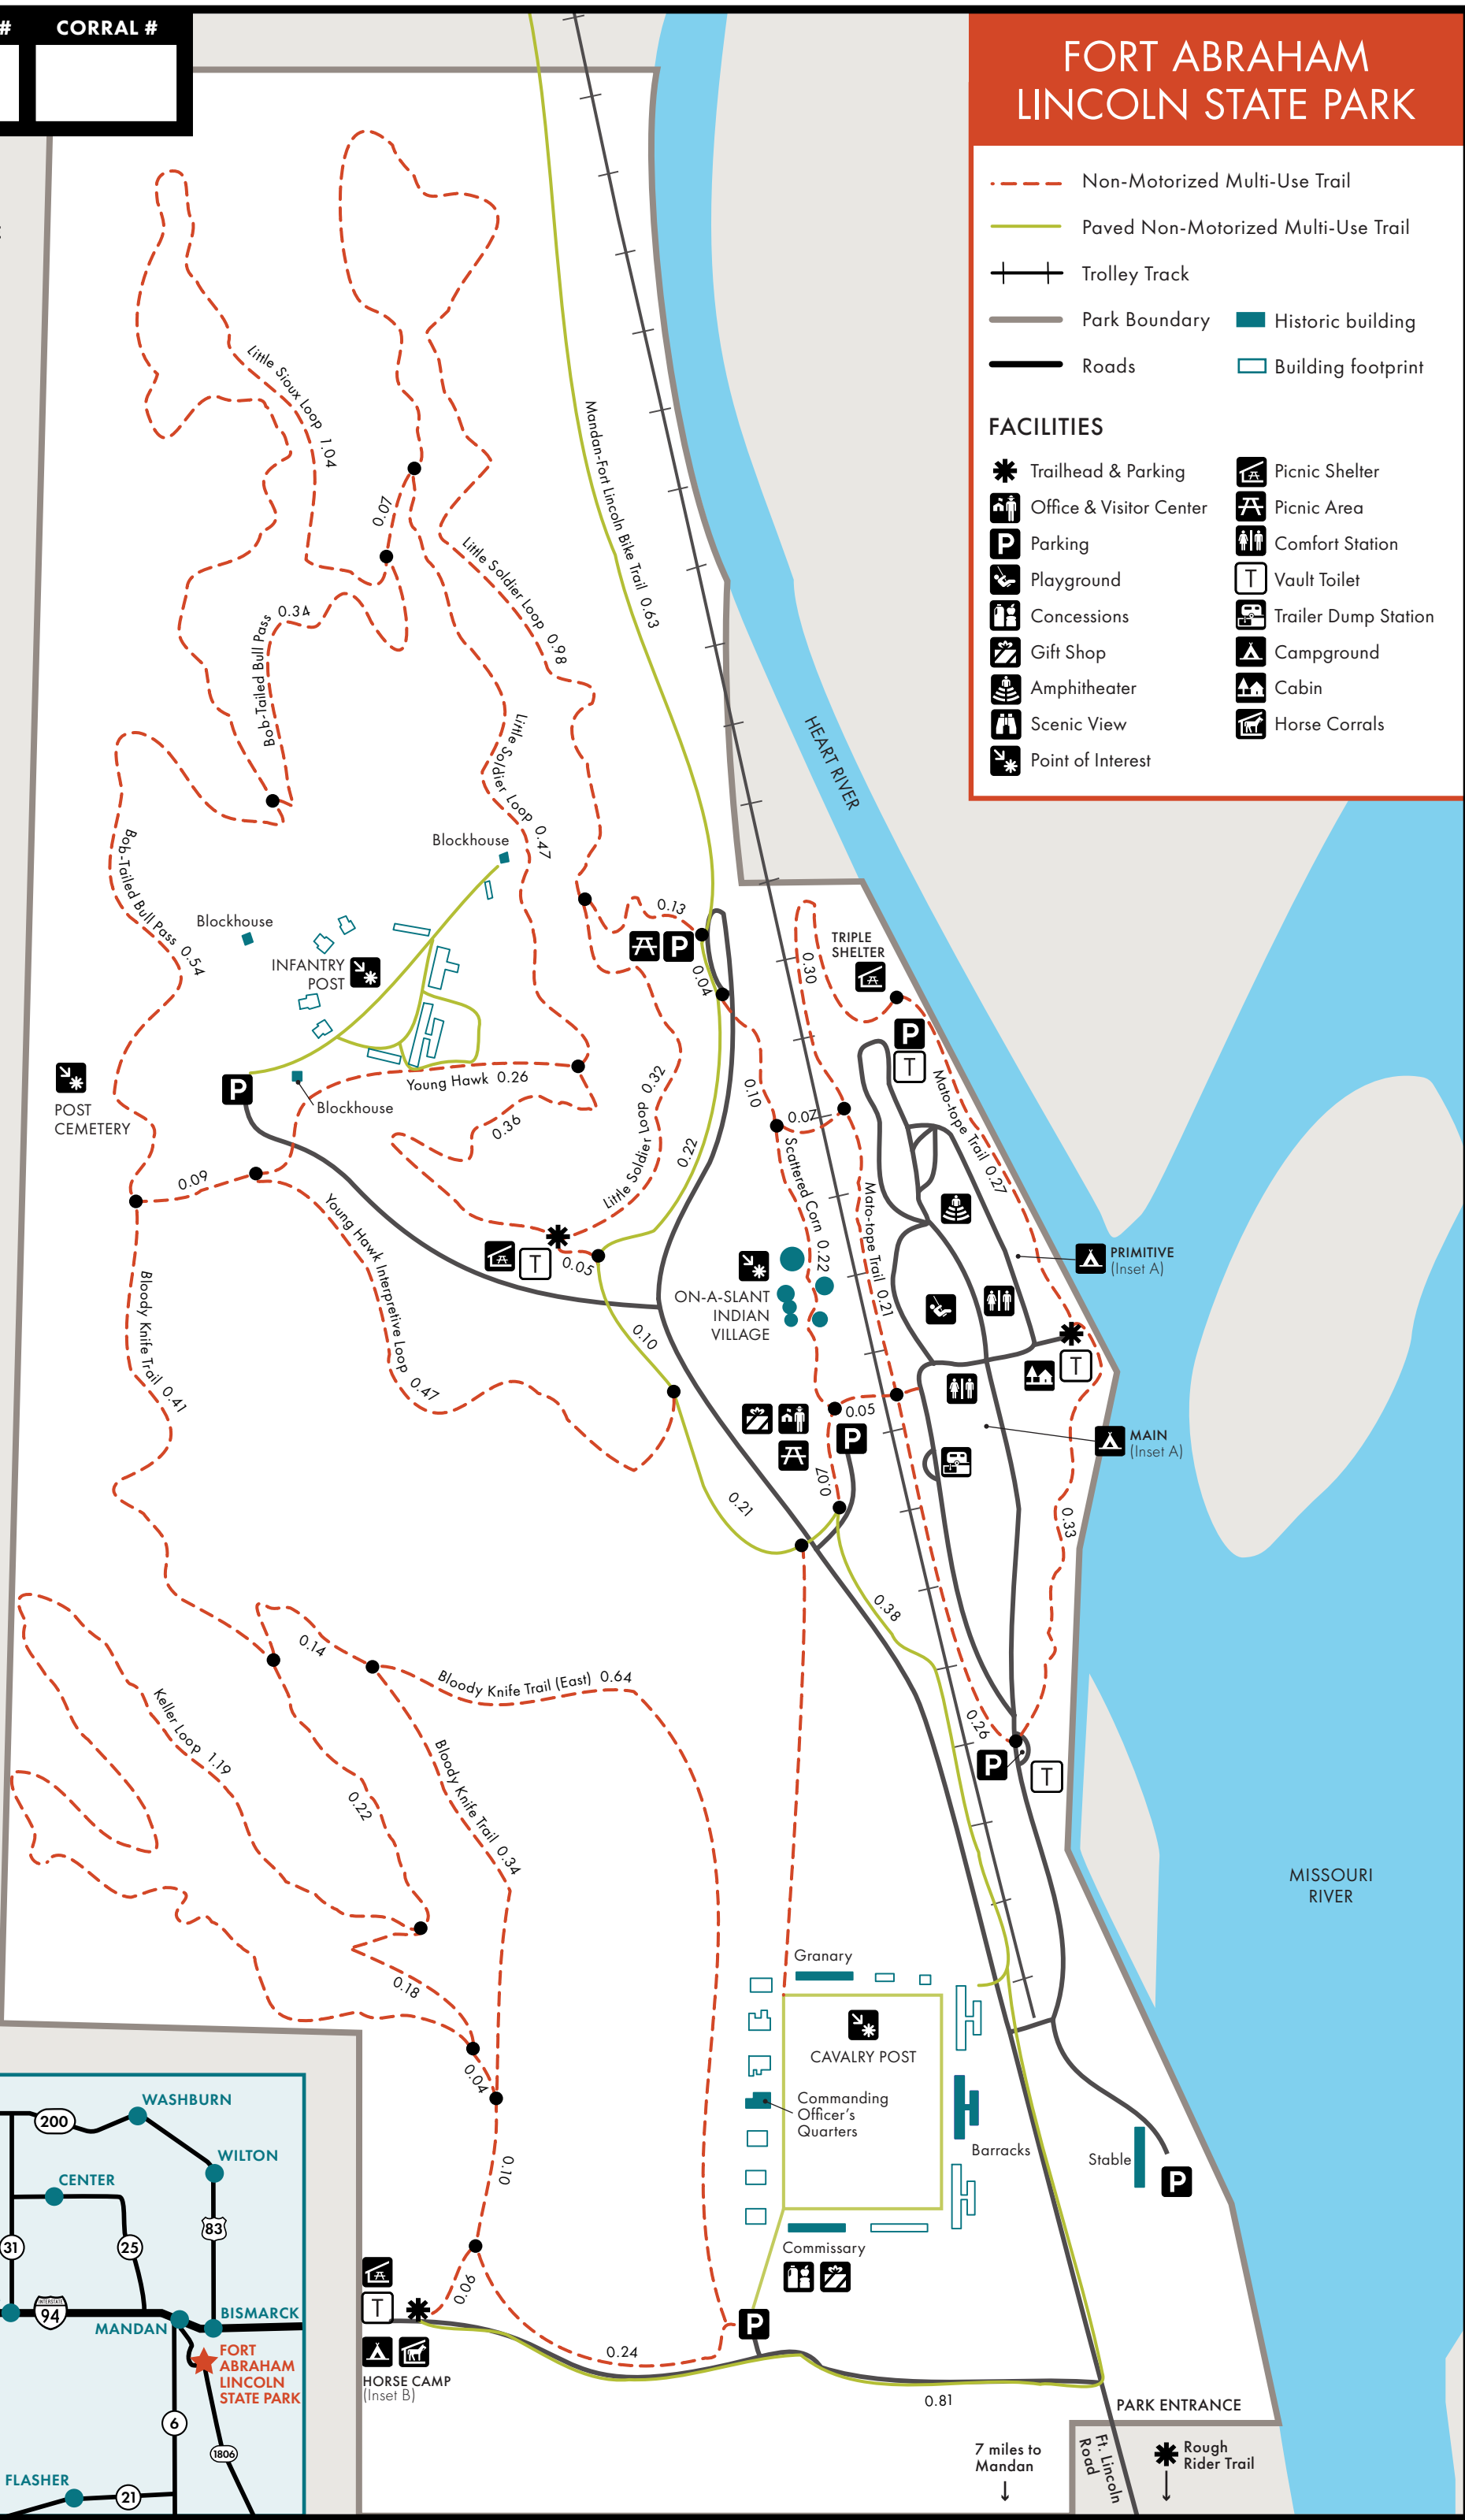 #
CORRAL #
FORT ABRAHAM
LINCOLN STATE PARK
Non-Motorized Multi-Use Trail
Paved Non-Motorized Multi-Use Trail
Trolley Track
Park Boundary
Historic building
Roads
Building footprint
FACILITIES
Trailhead & Parking
Office & Visitor Center
P
Parking
Playground
Concessions
Gift Shop
Amphitheater
Scenic View
Point of Interest
Picnic Shelter
Picnic Area
Comfort Station
T
Vault Toilet
Trailer Dump Station
Campground
Cabin
Horse Corrals
Little Sioux Loop 1.04
0.07
Mandan-Fort Lincoln Bike Trail 0.63
Little Soldier Loop 0.98
Bob-Tailed Bull Pass 0.34
HEART RIVER
Little Soldier Loop 0.47
Blockhouse
Bob-Tailed Bull Pass 0.54
Blockhouse
INFANTRY
POST
0.13
P
0.04
0.30
TRIPLE
SHELTER
P
T
POST
CEMETERY
P
Blockhouse
Young Hawk 0.26
0.36
Little Soldier Loop 0.32
0.22
0.10
0.07
Mato-tope Trail 0.27
0.09
Young Hawk Interpretive Loop 0.47
T
0.05
Scattered Corn 0.22
Mato-tope Trail 0.21
ON-A-SLANT
INDIAN
VILLAGE
PRIMITIVE
(Inset A)
T
Bloody Knife Trail 0.41
0.10
0.05
P
0.07
MAIN
(Inset A)
0.21
0.33
0.38
0.14
Bloody Knife Trail (East) 0.64
Keller Loop 1.19
0.22
Bloody Knife Trail 0.34
0.26
P
T
MISSOURI
RIVER
0.18
Granary
CAVALRY POST
0.04
Commanding
Officer's
Quarters
Barracks
Stable
P
0.10
Commissary
0.06
T
P
0.24
HORSE CAMP
(Inset B)
0.81
PARK ENTRANCE
7 miles to
Mandan
Ft. Lincoln
Road
Rough
Rider Trail
WASHBURN
200
WILTON
CENTER
83
31
25
INTERSTATE
94
BISMARCK
MANDAN
FORT
ABRAHAM
LINCOLN
STATE PARK
6
1806
FLASHER
21